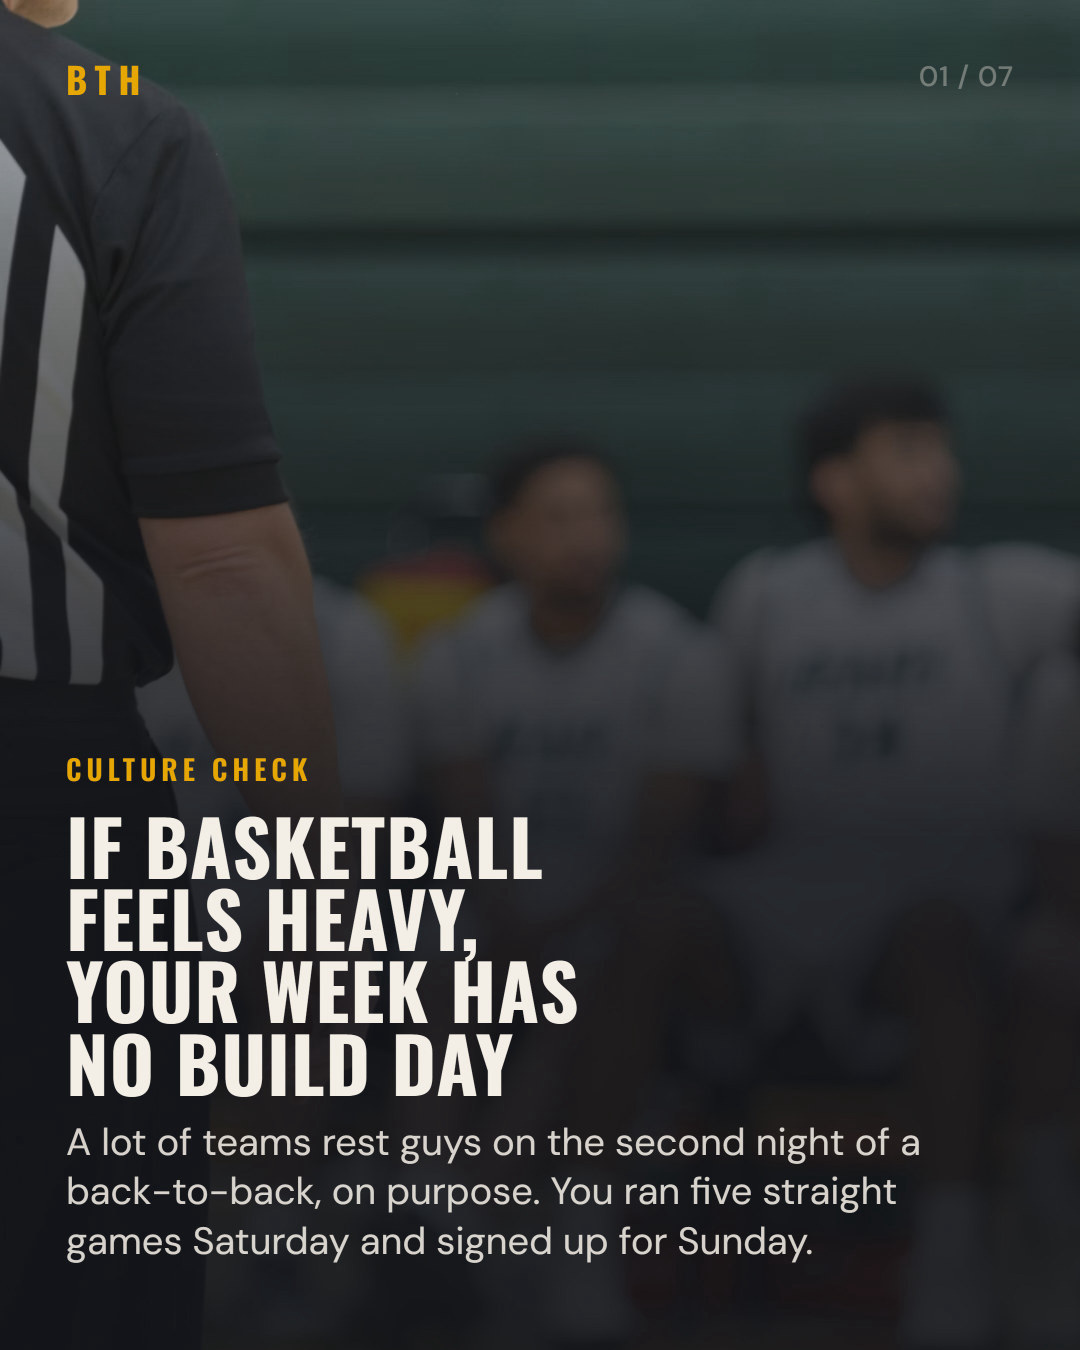 BTH
01 / 07
CULTURE CHECK
IF BASKETBALL
FEELS HEAVY,
YOUR WEEK HAS
NO BUILD DAY
A lot of teams rest guys on the second night of a
back-to-back, on purpose. You ran five straight
games Saturday and signed up for Sunday.